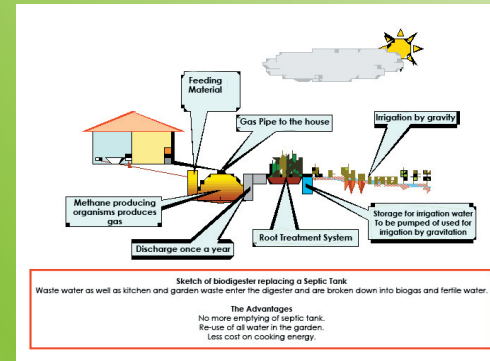 Feeding
Material
Gas Pipe to the house
Irrigation by gravity
Methane producing
organisms produces
gas
Discharge once a year
Root Treatment System
Storage for irrigation water
To be pumped of used for
irrigation by gravitation
Sketch of biodigester replacing a Septic Tank
Waste water as well as kitchen and garden waste enter the digester and are broken down into biogas and fertile water.
The Advantages
No more emptying of septic tank.
Re-use of all water in the garden.
Less cost on cooking energy.